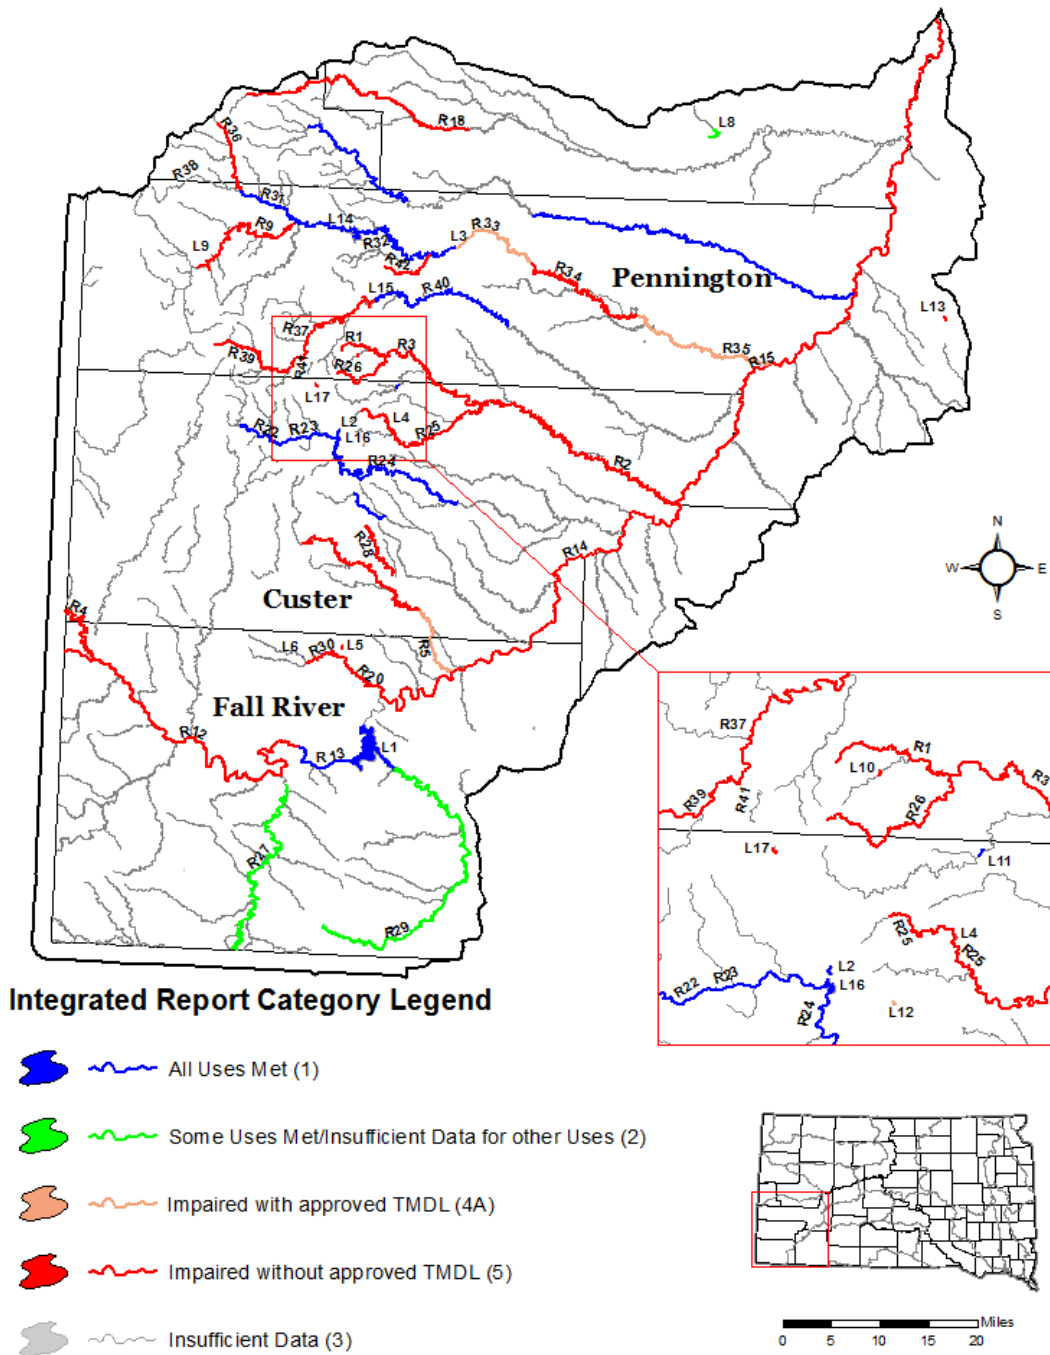 R36
R18
L8
R38
R31
L14
R9
R32
L3
R33
L9
R42
R34
Pennington
L15
R40
L13
R37
R1
R3
R35
R15
R39
R41
R26
L17
L2
L4
R22
R23
L16
R25
R24
R2
N
W
E
S
R28
R14
Custer
R4
R5
L6
R30
L5
R20
Fall River
R12
R13
L1
R27
R29
R37
R1
L10
R3
R39
R41
R26
L17
L11
R25
L4
R25
L2
R22
R23
L16
R24
L12
Integrated Report Category Legend
All Uses Met (1)
Some Uses Met/Insufficient Data for other Uses (2)
Impaired with approved TMDL (4A)
Impaired without approved TMDL (5)
Insufficient Data (3)
Miles
0 5 10 15 20